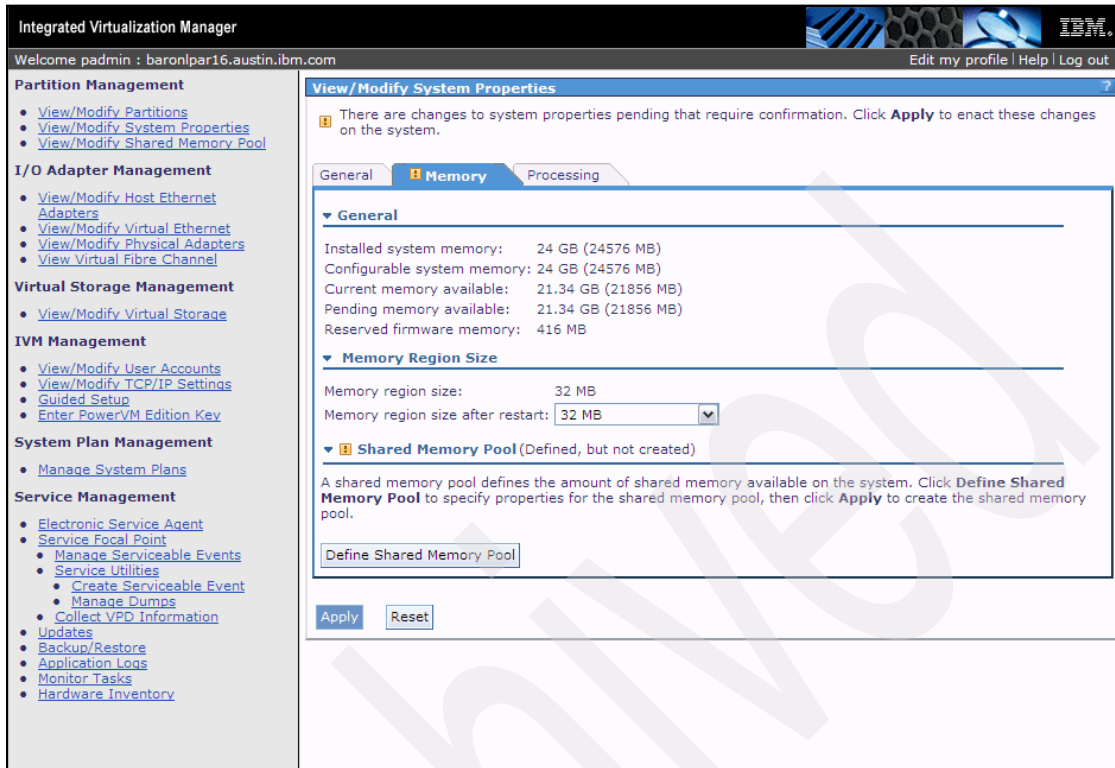 Integrated Virtualization Manager
IBM.
Welcome padmin : baronlpar16.austin.ibm.com
Edit my profile | Help | Log out
Partition Management
View/Modify Partitions
View/Modify System Properties
View/Modify Shared Memory Pool
I/O Adapter Management
View/Modify Host Ethernet
Adapters
View/Modify Virtual Ethernet
View/Modify Physical Adapters
View Virtual Fibre Channel
Virtual Storage Management
View/Modify Virtual Storage
IVM Management
View/Modify User Accounts
View/Modify TCP/IP Settings
Guided Setup
Enter PowerVM Edition Key
System Plan Management
Manage System Plans
Service Management
Electronic Service Agent
Service Focal Point
Manage Serviceable Events
Service Utilities
Create Serviceable Event
Manage Dumps
Collect VPD Information
Updates
Backup/Restore
Application Logs
Monitor Tasks
Hardware Inventory
View/Modify System Properties
?
There are changes to system properties pending that require confirmation. Click Apply to enact these changes
on the system.
General
Memory
Processing
General
Installed system memory: 24 GB (24576 MB)
Configurable system memory: 24 GB (24576 MB)
Current memory available: 21.34 GB (21856 MB)
Pending memory available: 21.34 GB (21856 MB)
Reserved firmware memory: 416 MB
Memory Region Size
Memory region size: 32 MB
Memory region size after restart: 32 MB
Shared Memory Pool (Defined, but not created)
A shared memory pool defines the amount of shared memory available on the system. Click Define Shared
Memory Pool to specify properties for the shared memory pool, then click Apply to create the shared memory
pool.
Define Shared Memory Pool
Apply
Reset
hived